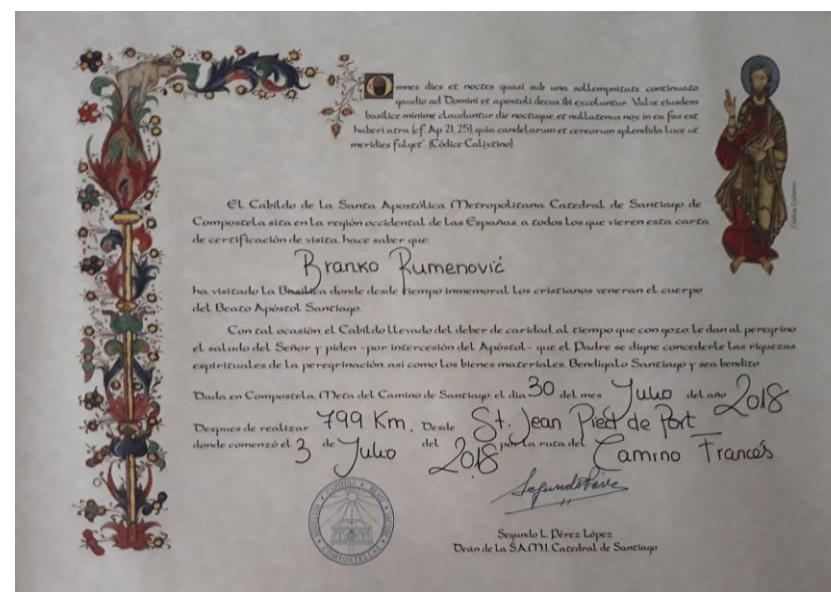 Omnes dies et noctes quasi sub una sollempnitate continuato
gaudio ad Domini et apostoli decus ibi excoluntur. Valve eiusdem
basilice minime clauduntur die noctuque et nullatenus nox in ea fas est
haberi atra (cf. Ap 21, 25), quia candelarum et cereorum splendida luce ut
meridies fulget". (Códice Calixtino)
El Cabildo de la Santa Apostólica Metropolitana Catedral de Santiago de
Compostela sita en la región occidental de las Españas, a todos los que vieren esta carta
de certificación de visita, hace saber que:
Branko Rumenović
ha visitado la Basílica donde desde tiempo inmemoral los cristianos veneran el cuerpo
del Beato Apóstol Santiago.
Con tal ocasión, el Cabildo llevado del deber de caridad, al tiempo que con gozo, le dan al peregrino
el saludo del Señor y piden -por intercesión del Apóstol- que el Padre se digne concederle las riquezas
espirituales de la peregrinación, así como los bienes materiales. Bendígalo Santiago y sea bendito.
Dada en Compostela, Meta del Camino de Santiago, el día 30 del mes Julio del año 2018
Despues de realizar 799 Km. Desde St. Jean Pied de Port
donde comenzó el 3 de Julio del 2018 por la ruta del Camino Francés
Segundo L. Pérez López
Dean de la S.A.M.I. Catedral de Santiago